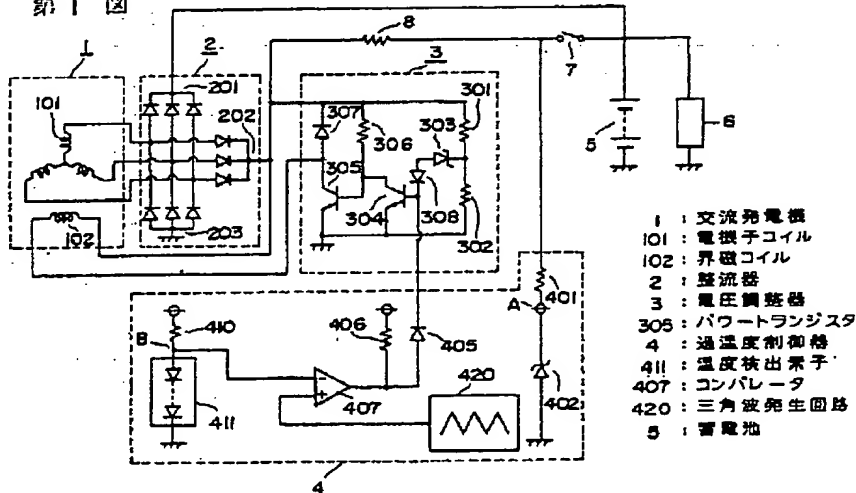 第1図
8
1
2
3
7
201
101
202
301
307
303
306
305
304
308
302
5
6
102
203
401
A
410
406
405
B
420
402
411
407
4
1 : 交流発電機
101 : 電機子コイル
102 : 界磁コイル
2 : 整流器
3 : 電圧調整器
305 : パワートランジスタ
4 : 過温度制御器
411 : 温度検出素子
407 : コンパレータ
420 : 三角波発生回路
5 : 蓄電池